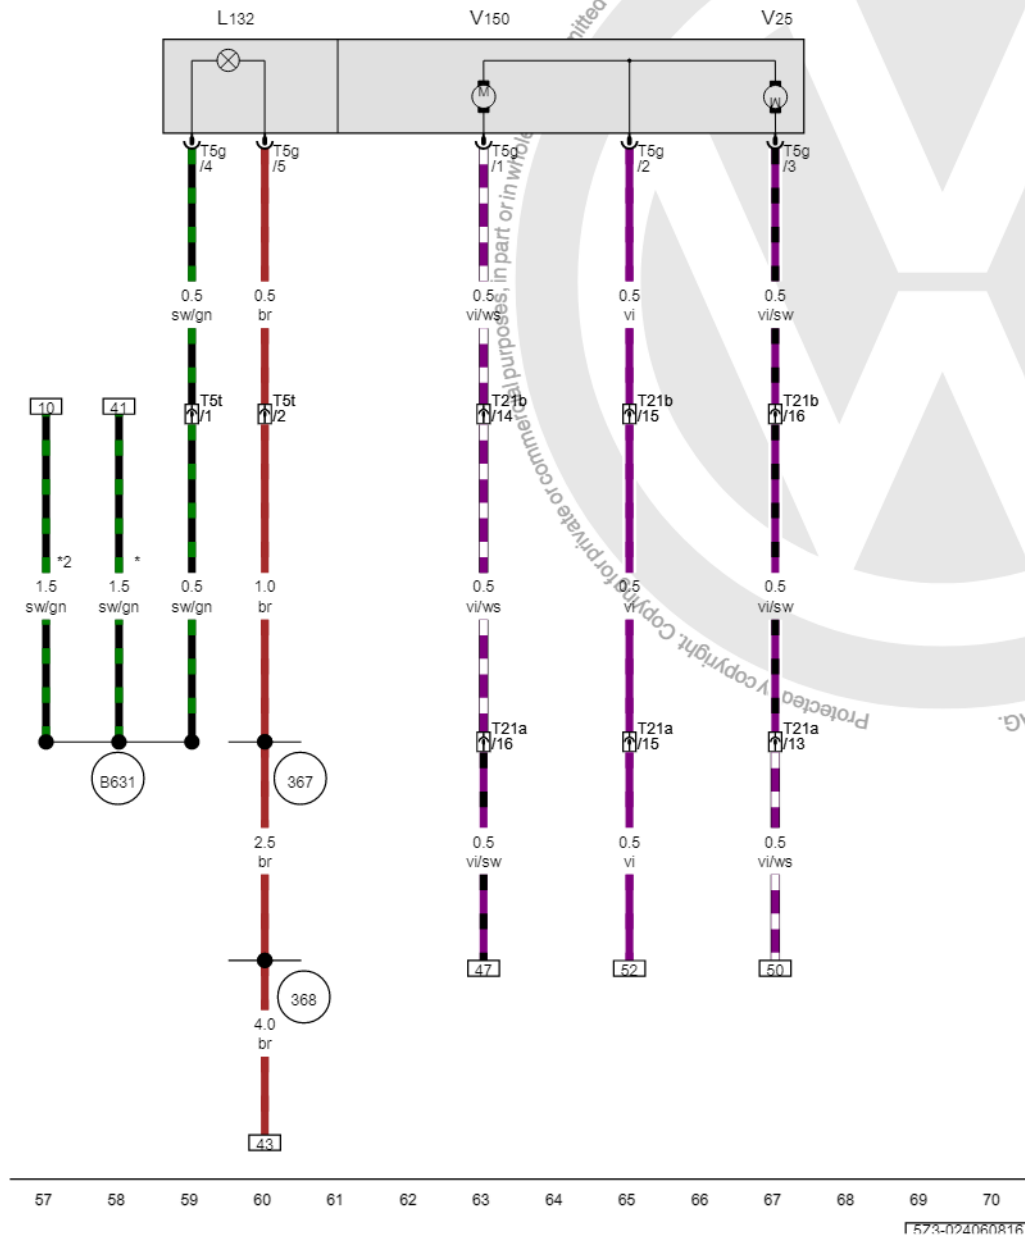 L132 V150 V25
T5g T5g T5g T5g T5g
/4 /5 /1 /2 /3
0.5 0.5 0.5 0.5 0.5
sw/gn br vi/ws vi vi/sw
10 41 T5t T5t T21b T21b T21b
/1 /2 /14 /15 /16
*2 *
1.5 1.5 0.5 1.0 0.5 0.5 0.5
sw/gn sw/gn sw/gn br vi/ws vi vi/sw
T21a T21a T21a
/16 /15 /13
B631 367
2.5 0.5 0.5 0.5
br vi/sw vi vi/ws
47 52 50
368
4.0
br
43
57 58 59 60 61 62 63 64 65 66 67 68 69 70
573-024060816
M
M
mitted
in part or in whole
commercial purposes,
for private or
Protected by copyright. Copying
AG.